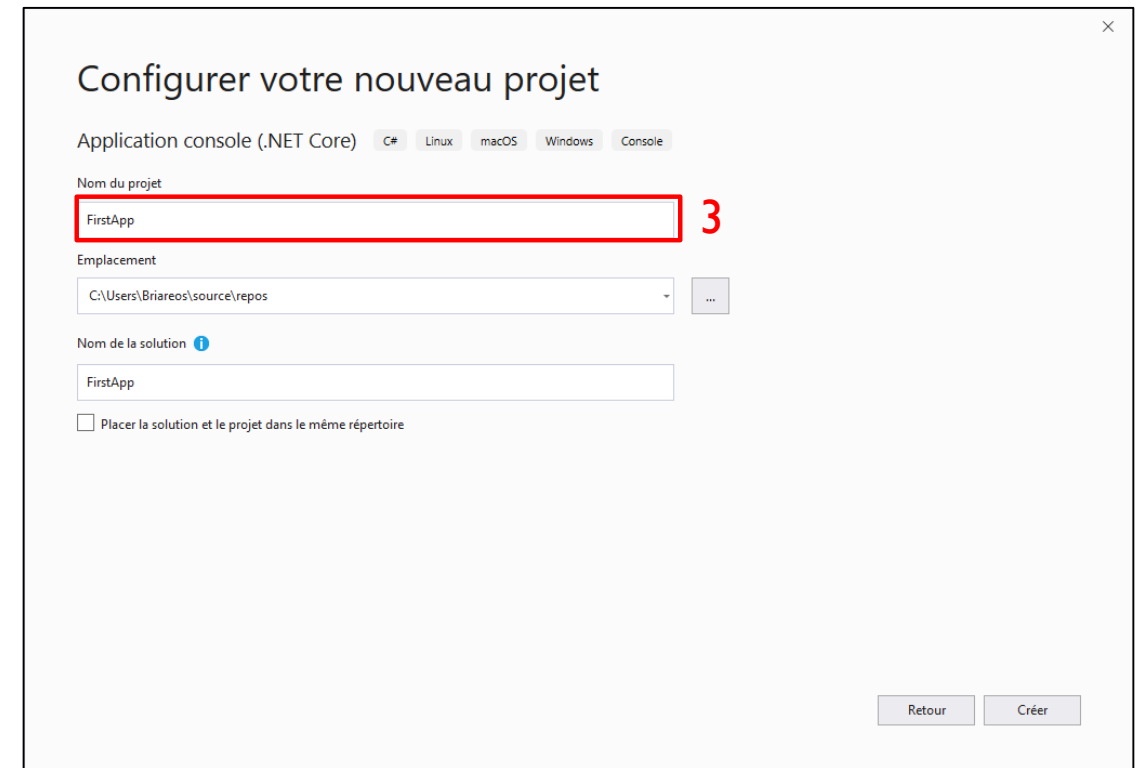 Configurer votre nouveau projet
Application console (.NET Core) C# Linux macOS Windows Console
Nom du projet
FirstApp 3
Emplacement
C:\Users\Briareos\source\repos ...
Nom de la solution i
FirstApp
Placer la solution et le projet dans le même répertoire
Retour Créer